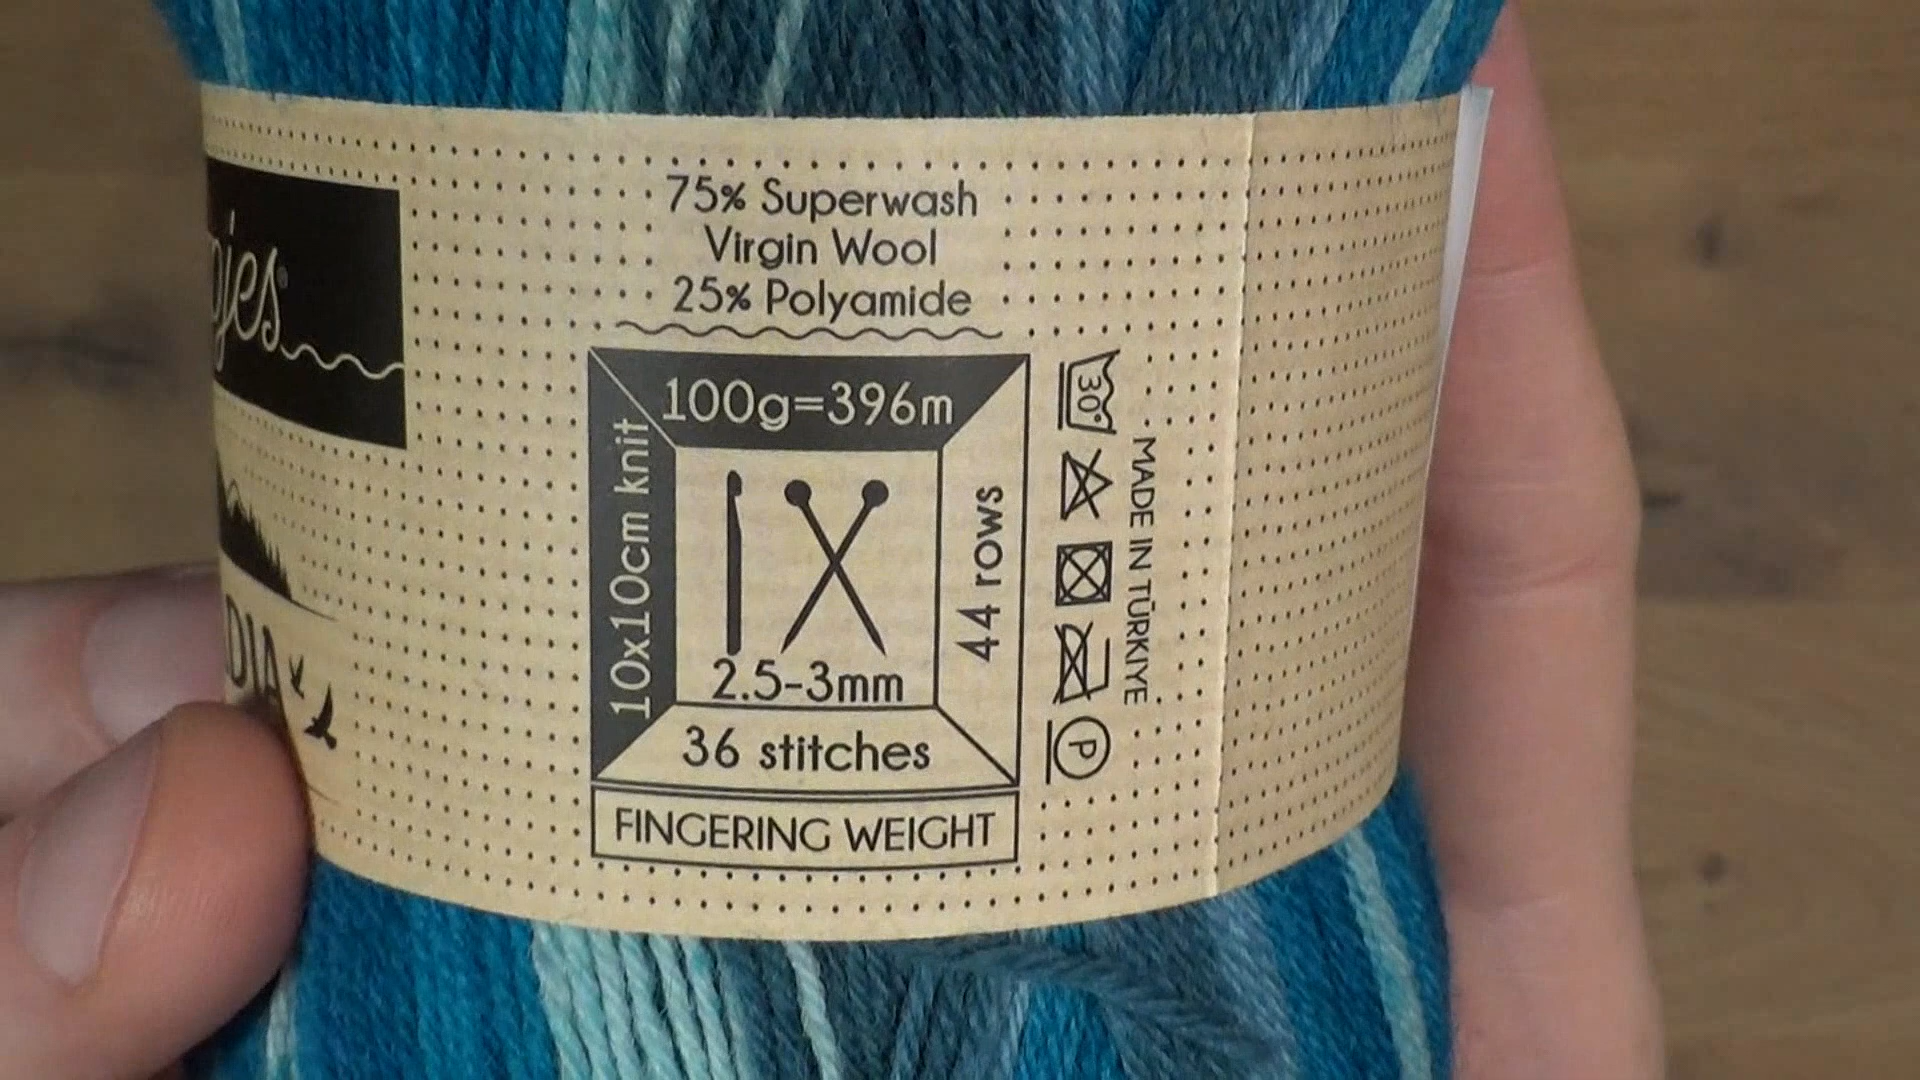 75% Superwash
Virgin Wool
25% Polyamide
100g=396m
10x10cm knit
44 rows
2.5-3mm
36 stitches
FINGERING WEIGHT
30°
P
MADE IN TÜRKIYE